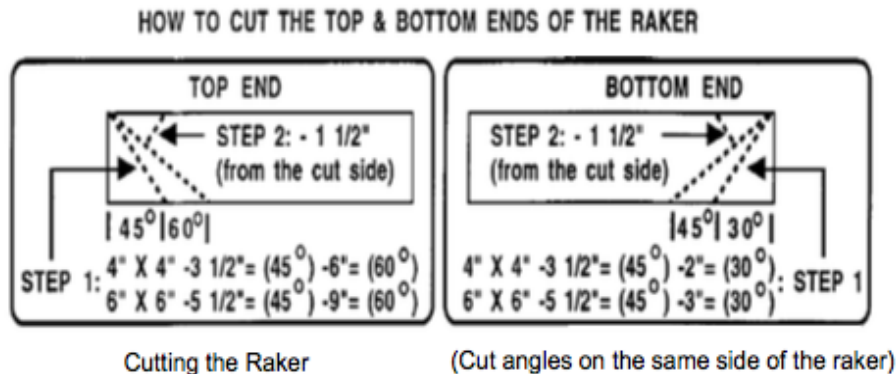 HOW TO CUT THE TOP & BOTTOM ENDS OF THE RAKER
TOP END
STEP 2: - 1 1/2"
(from the cut side)
|45°|60°|
STEP 1:
4" X 4" -3 1/2"= (45°) -6"= (60°)
6" X 6" -5 1/2"= (45°) -9"= (60°)
BOTTOM END
STEP 2: - 1 1/2"
(from the cut side)
|45°|30°|
4" X 4" -3 1/2"= (45°) -2"= (30°)
6" X 6" -5 1/2"= (45°) -3"= (30°)
: STEP 1
Cutting the Raker
(Cut angles on the same side of the raker)